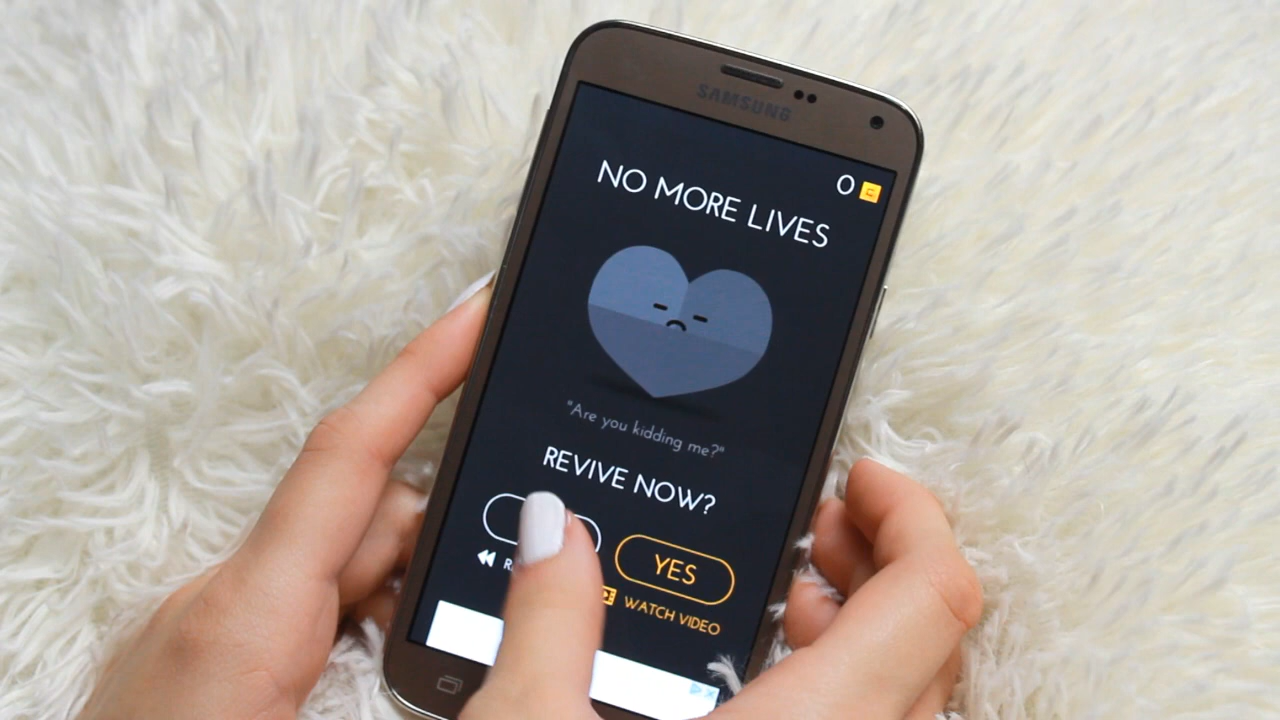 SAMSUNG
0
NO MORE LIVES
"Are you kidding me?"
REVIVE NOW?
YES
WATCH VIDEO